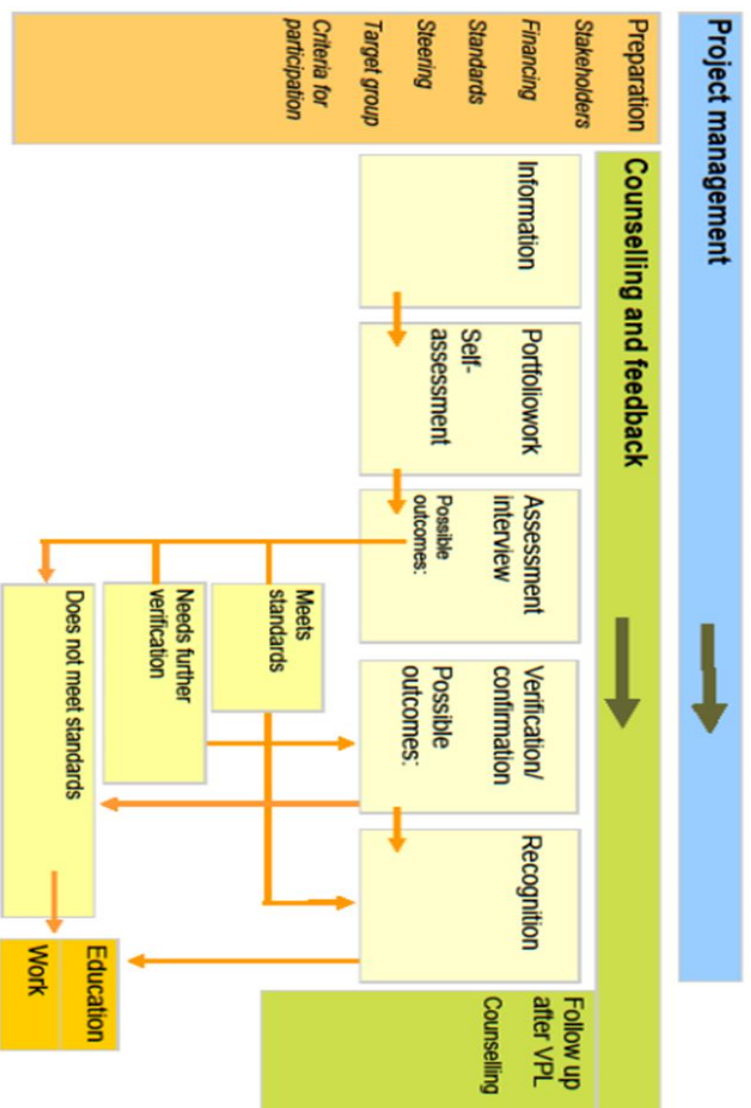 Project management
Preparation
Stakeholders
Financing
Standards
Steering
Target group
Criteria for
participation
Counselling and feedback
Information
Portfoliowork
Self-
assessment
Assessment
interview
Possible
outcomes:
Verification/
confirmation
Possible
outcomes:
Recognition
Meets
standards
Needs further
verification
Does not meet standards
Education
Work
Follow up
after VPL
Counselling